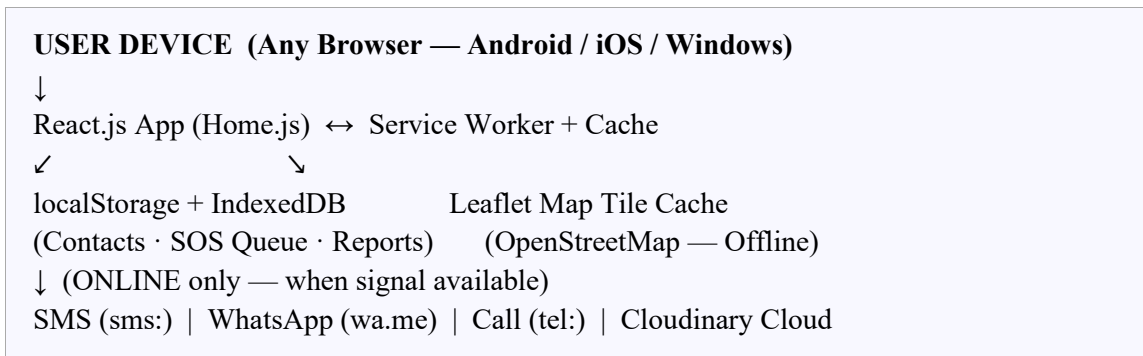 USER DEVICE (Any Browser — Android / iOS / Windows)
↓
React.js App (Home.js) ↔ Service Worker + Cache
↙ ↘
localStorage + IndexedDB Leaflet Map Tile Cache
(Contacts · SOS Queue · Reports) (OpenStreetMap — Offline)
↓ (ONLINE only — when signal available)
SMS (sms:) | WhatsApp (wa.me) | Call (tel:) | Cloudinary Cloud